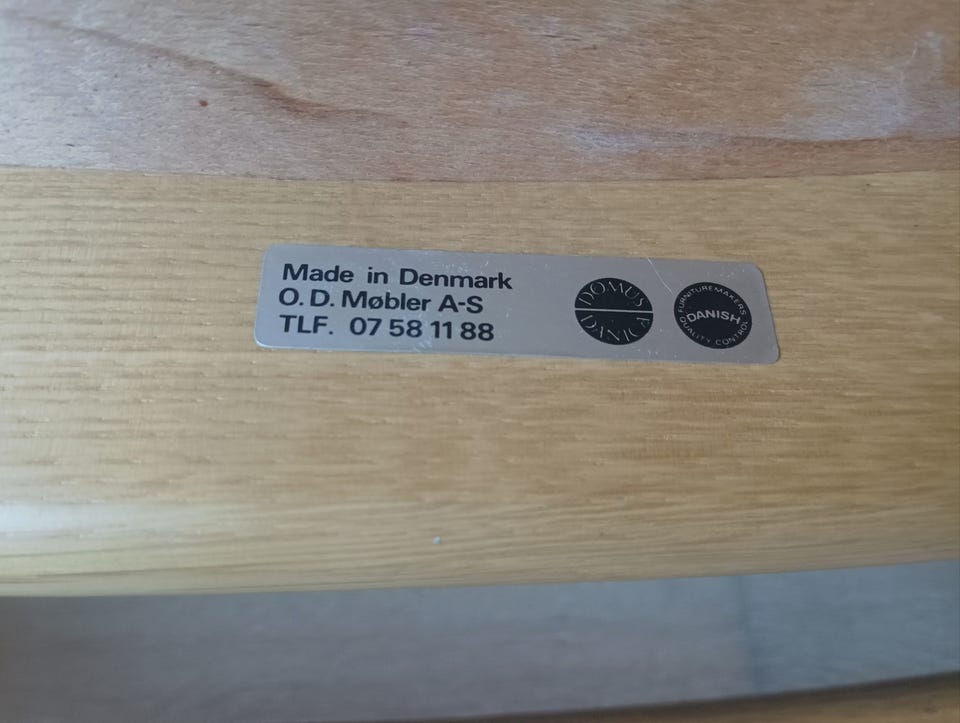 Made in Denmark
O. D. Møbler A-S
TLF. 07 58 11 88
DOMUS
DANICA
FURNITUREMAKERS
DANISH
QUALITY CONTROL